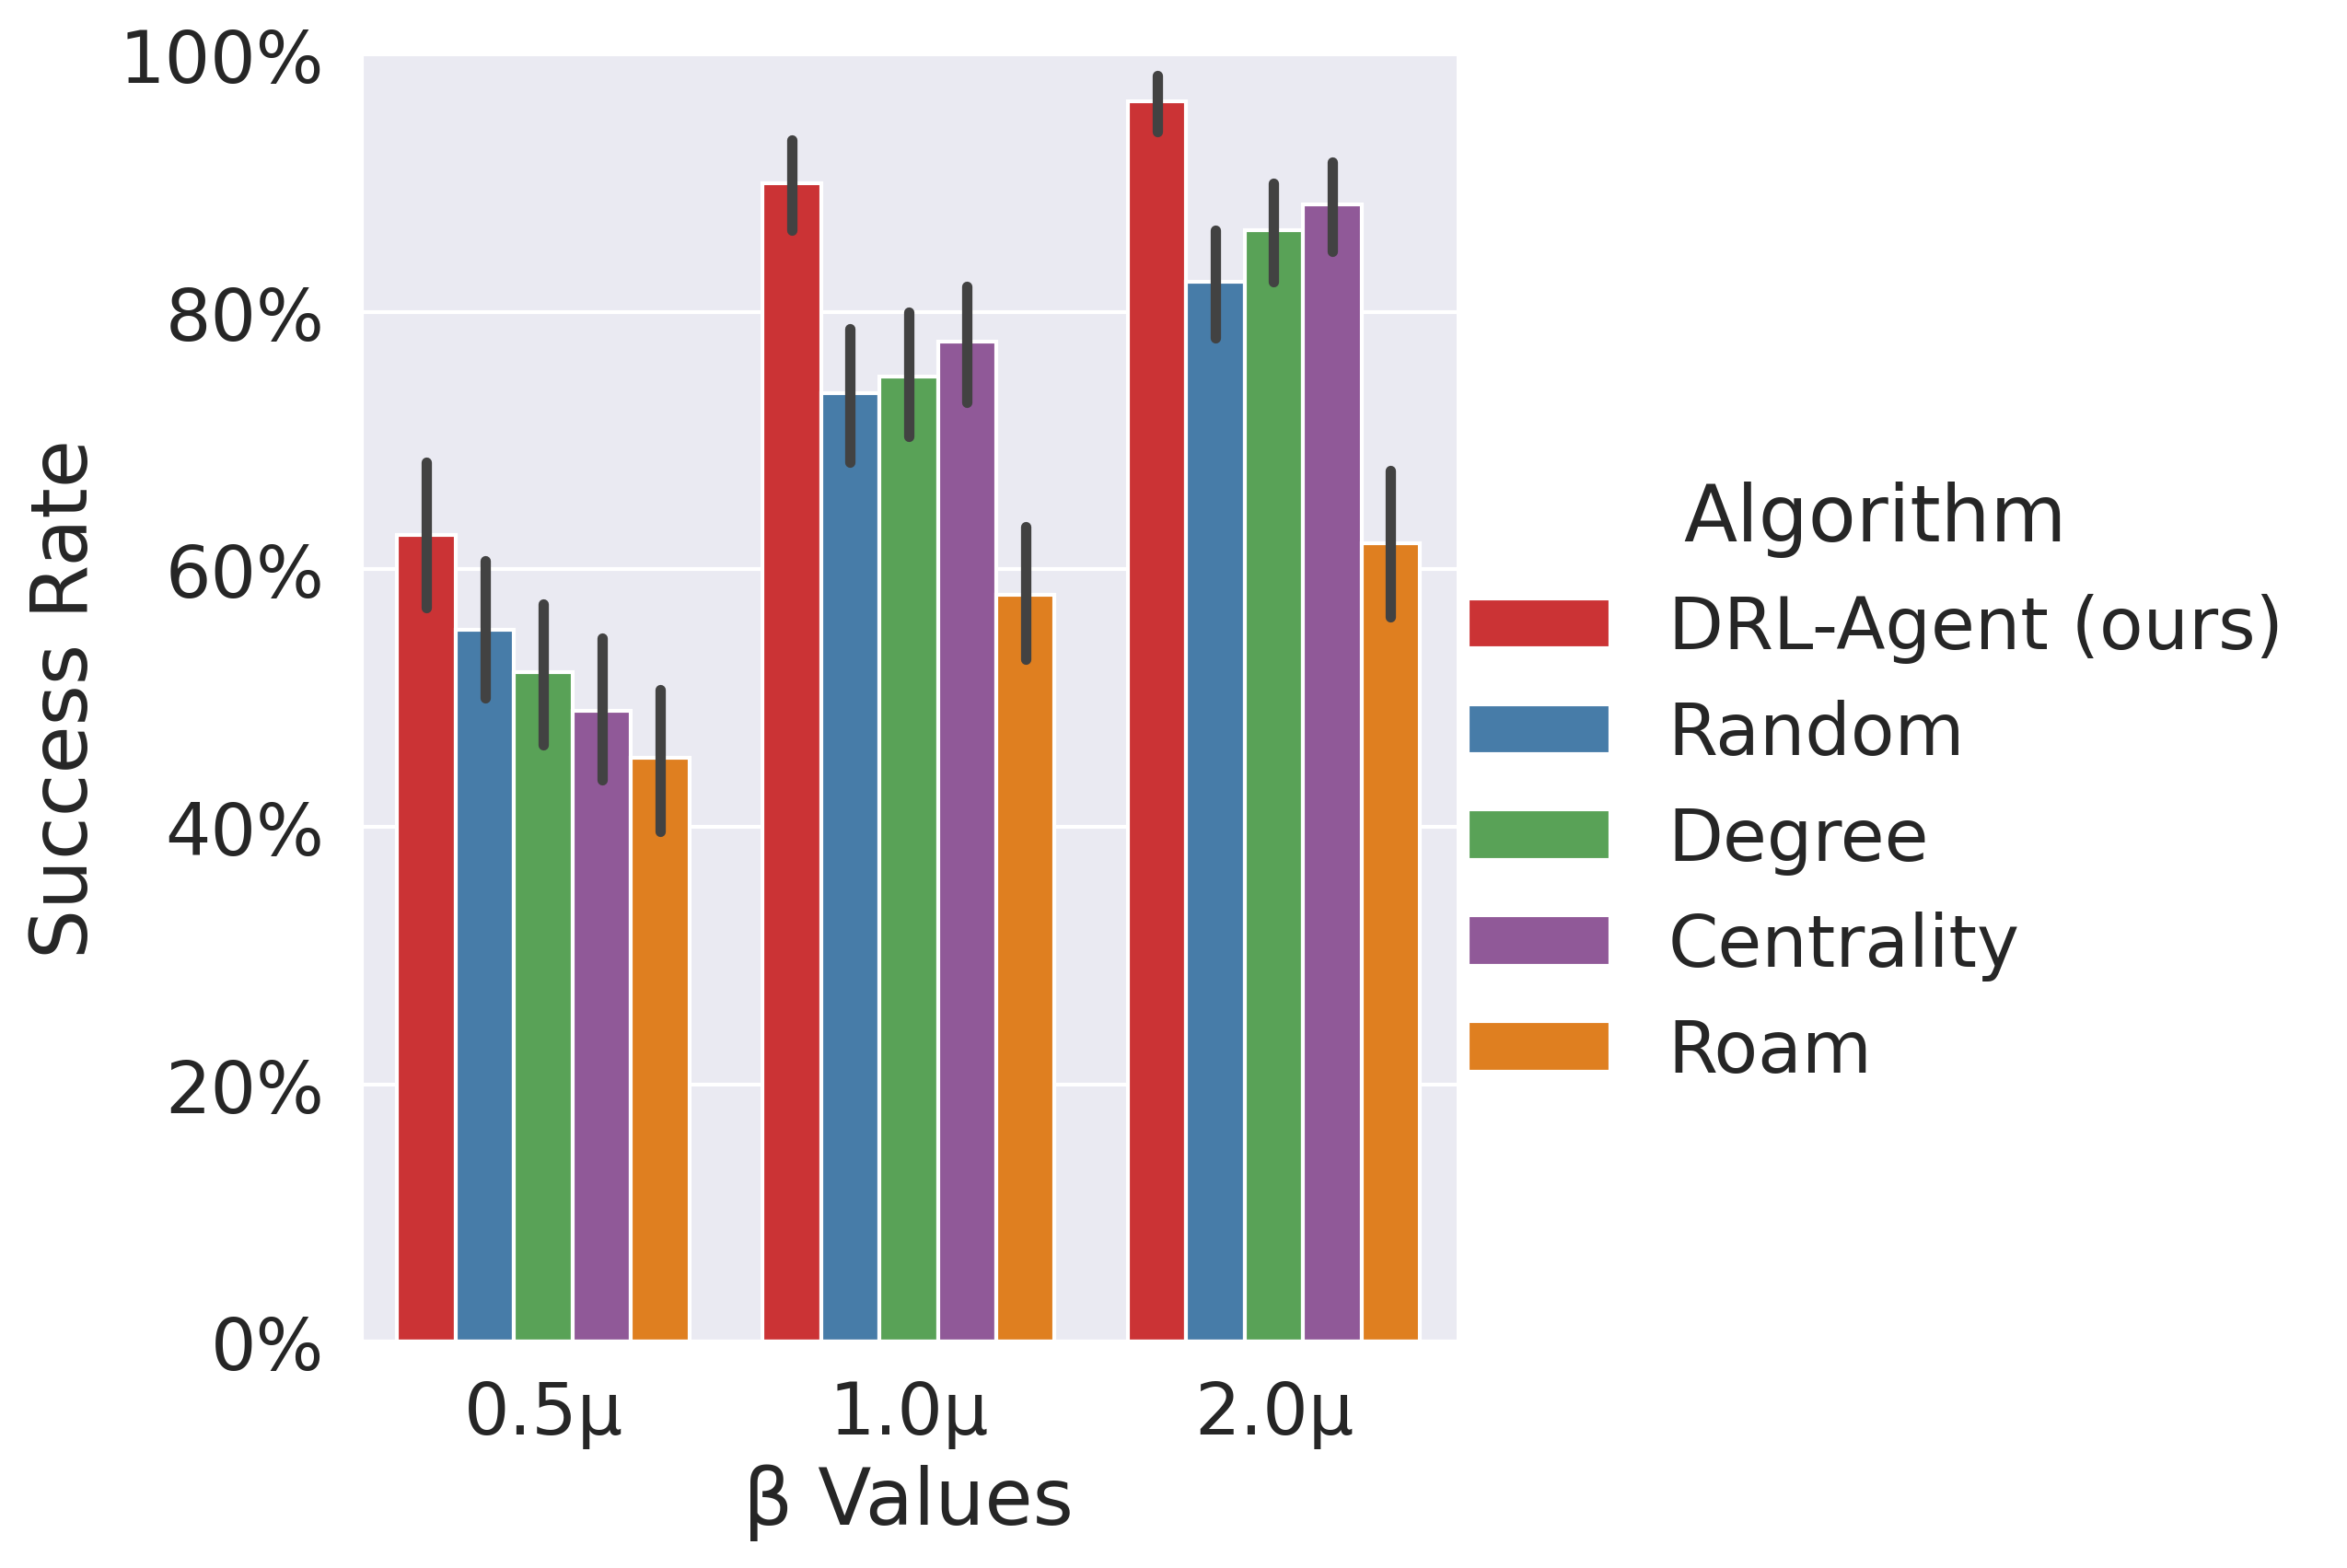 100%
80%
60%
40%
20%
0%
Success Rate
0.5μ
1.0μ
2.0μ
β Values
Algorithm
DRL-Agent (ours)
Random
Degree
Centrality
Roam